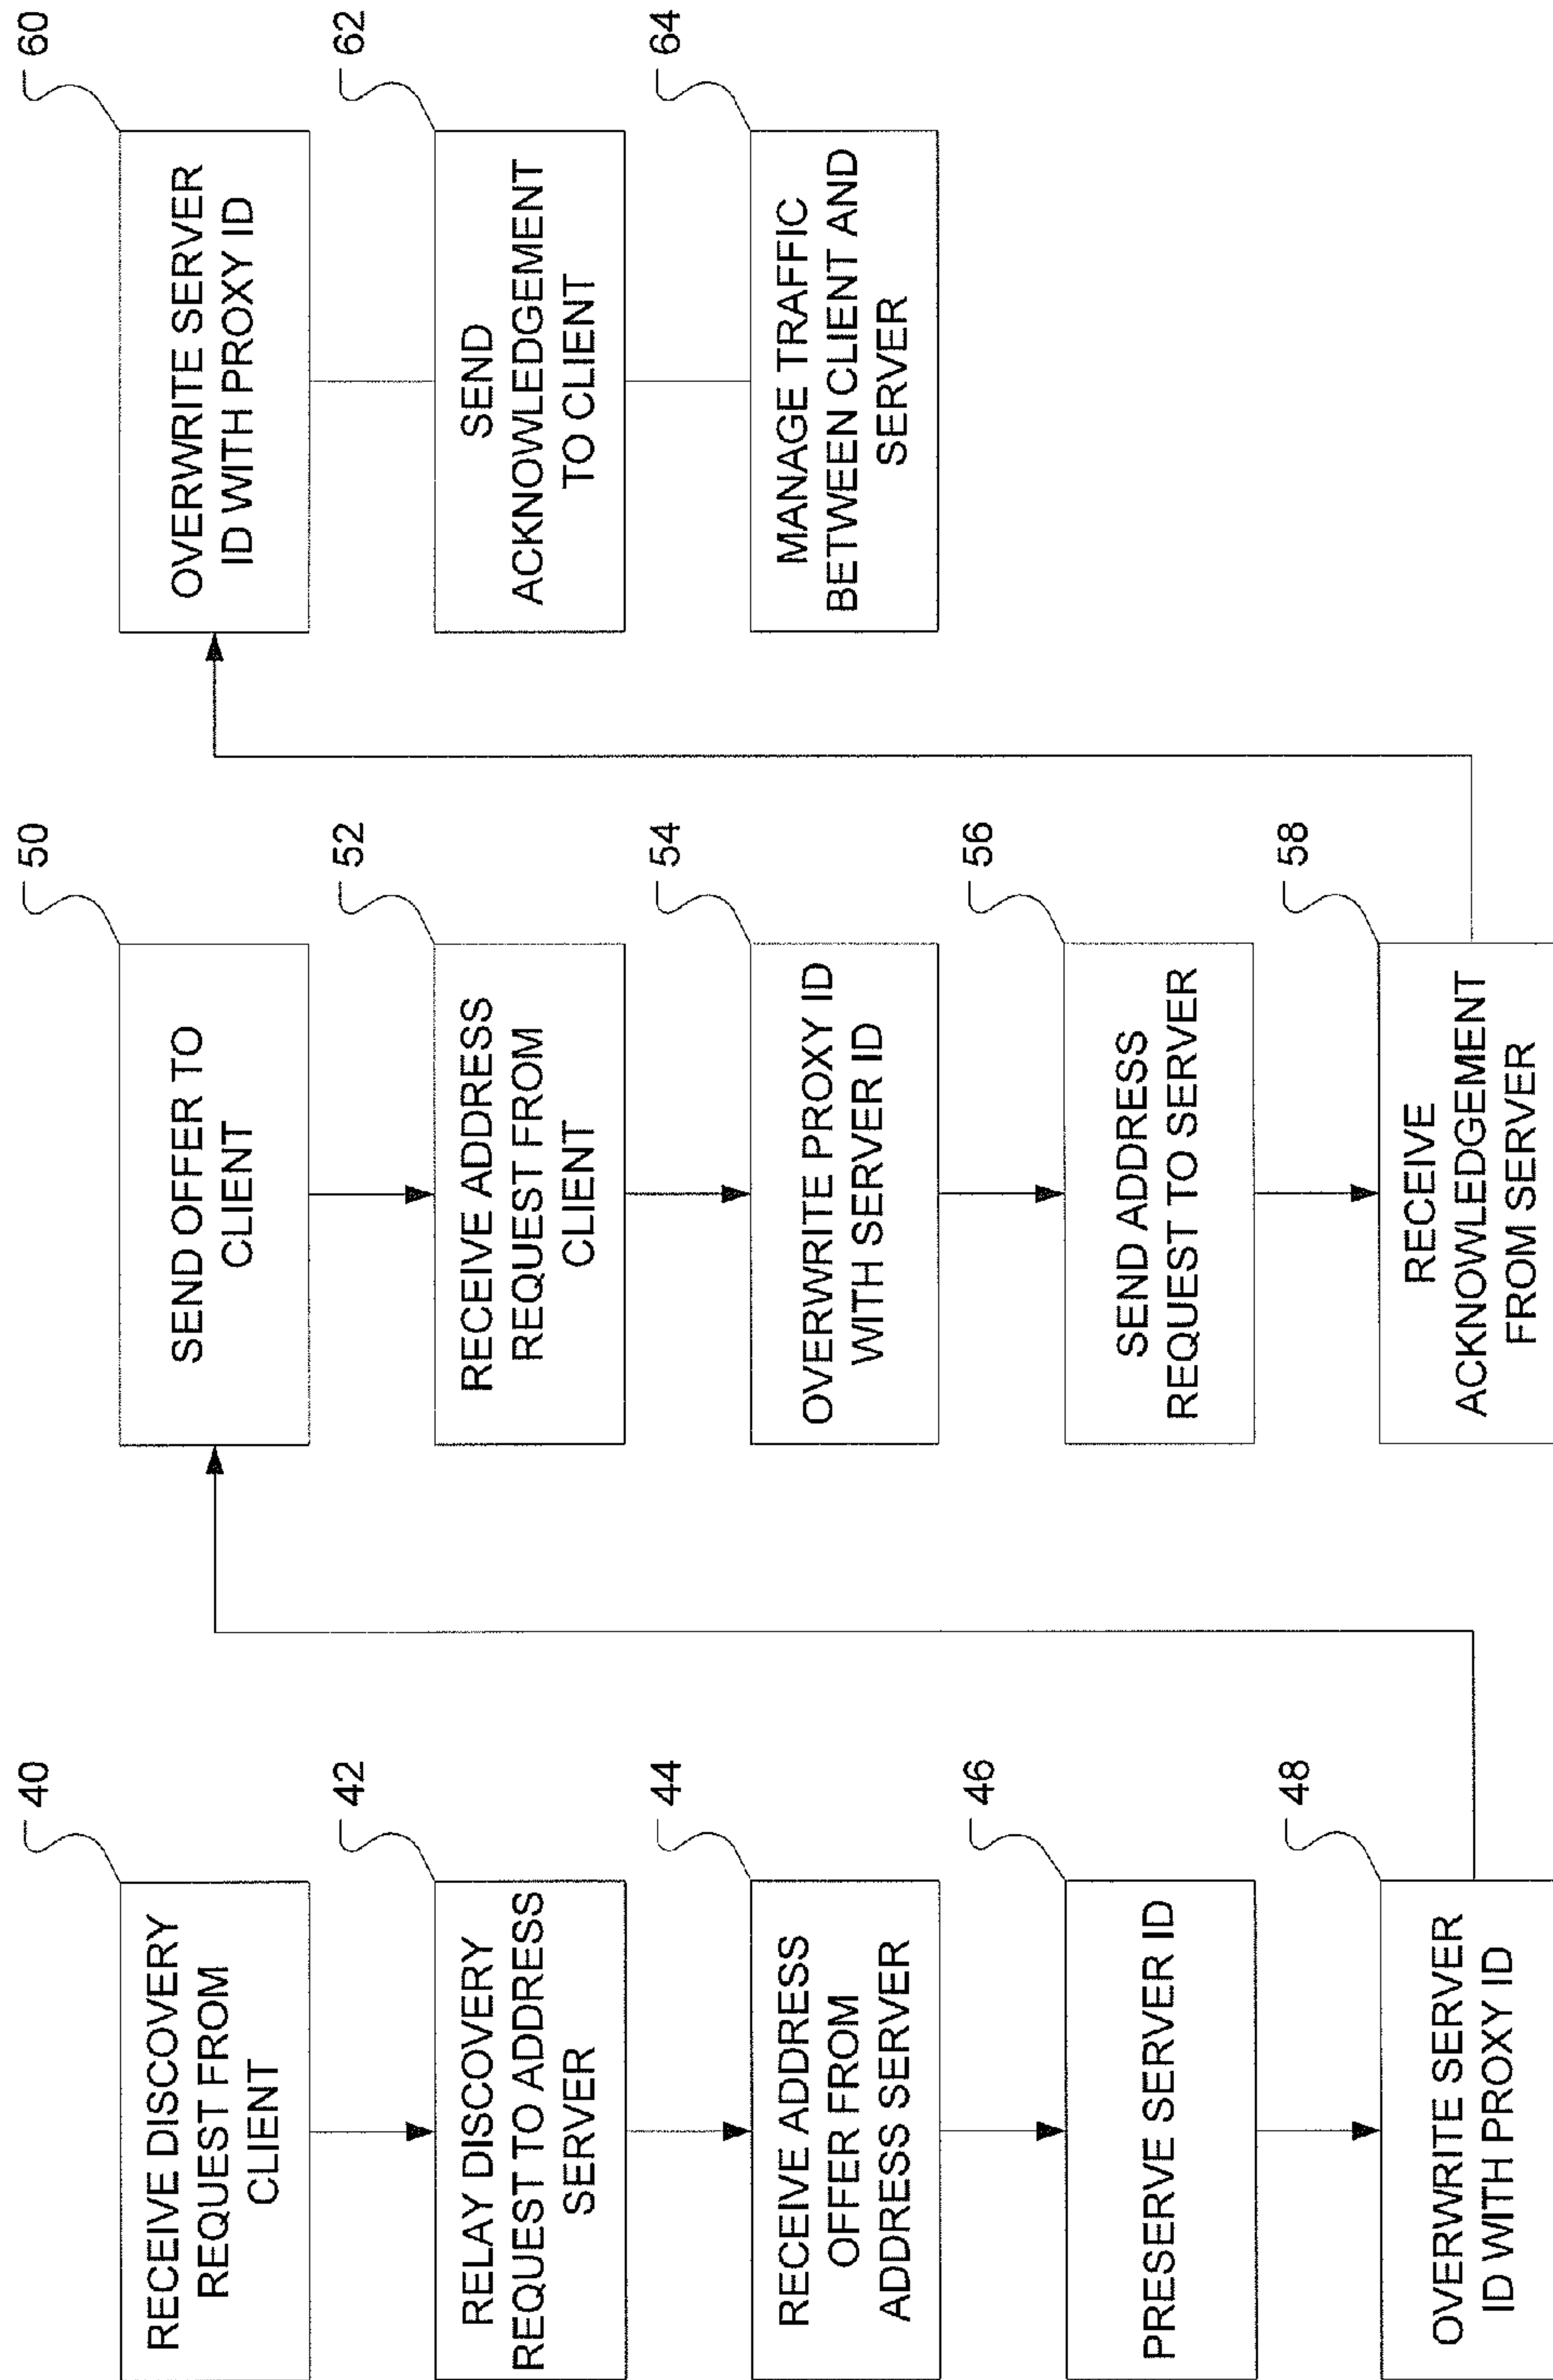 40
RECEIVE DISCOVERY
REQUEST FROM
CLIENT
42
RELAY DISCOVERY
REQUEST TO ADDRESS
SERVER
44
RECEIVE ADDRESS
OFFER FROM
ADDRESS SERVER
46
PRESERVE SERVER ID
48
OVERWRITE SERVER
ID WITH PROXY ID
50
SEND OFFER TO
CLIENT
52
RECEIVE ADDRESS
REQUEST FROM
CLIENT
54
OVERWRITE PROXY ID
WITH SERVER ID
56
SEND ADDRESS
REQUEST TO SERVER
58
RECEIVE
ACKNOWLEDGEMENT
FROM SERVER
60
OVERWRITE SERVER
ID WITH PROXY ID
62
SEND
ACKNOWLEDGEMENT
TO CLIENT
64
MANAGE TRAFFIC
BETWEEN CLIENT AND
SERVER